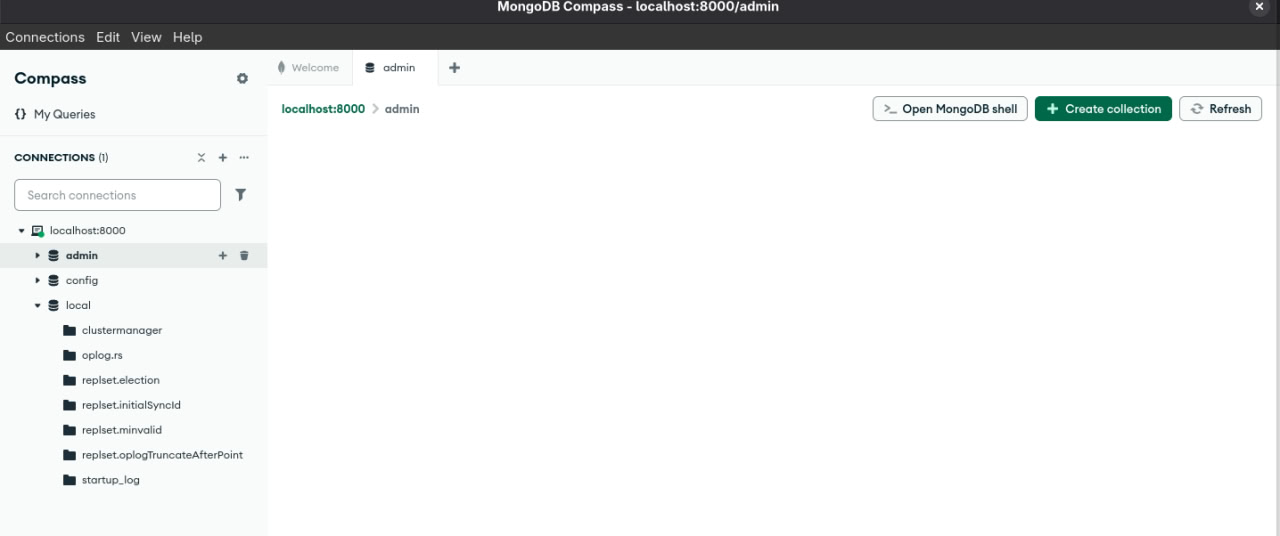 MongoDB Compass - localhost:8000/admin
Connections Edit View Help
Compass
{} My Queries
CONNECTIONS (1)
Search connections
localhost:8000
admin
config
local
clustermanager
oplog.rs
replset.election
replset.initialSyncId
replset.minvalid
replset.oplogTruncateAfterPoint
startup_log
Welcome admin
localhost:8000 > admin
>_ Open MongoDB shell + Create collection Refresh